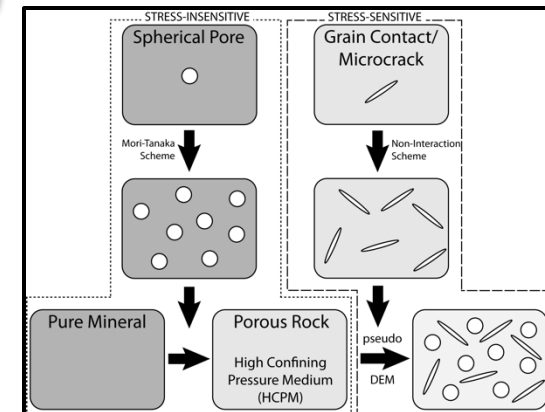 STRESS-INSENSITIVE
STRESS-SENSITIVE
Spherical Pore
Grain Contact/
Microcrack
Mori-Tanaka
Scheme
Non-Interaction
Scheme
Pure Mineral
Porous Rock
High Confining
Pressure Medium
(HCPM)
pseudo
DEM